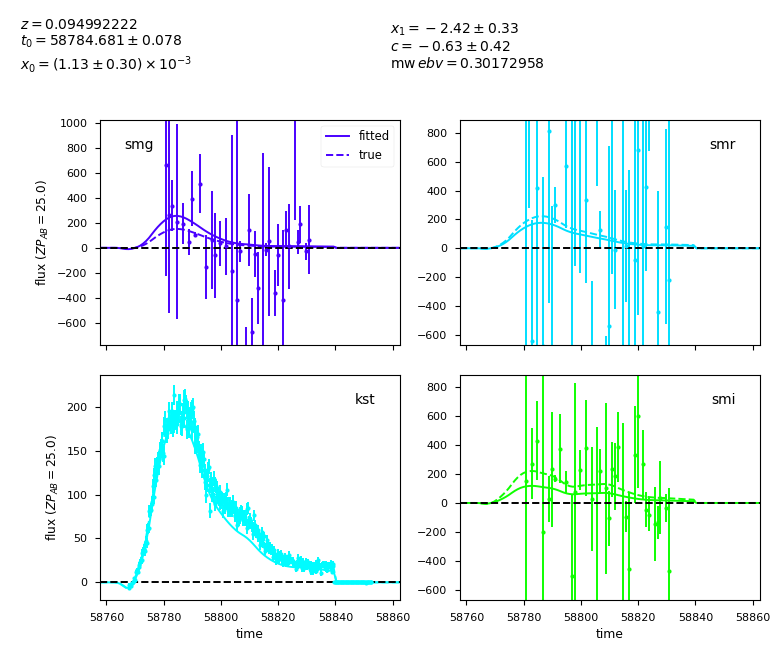 z = 0.094992222
t₀ = 58784.681 ± 0.078
x₀ = (1.13 ± 0.30) × 10⁻³
x₁ = −2.42 ± 0.33
c = −0.63 ± 0.42
mw ebv = 0.30172958
1000
800
600
400
200
0
−200
−400
−600
flux (ZP_AB = 25.0)
smg
fitted
true
800
600
400
200
0
−200
−400
−600
smr
200
150
100
50
0
flux (ZP_AB = 25.0)
kst
58760
58780
58800
58820
58840
58860
time
800
600
400
200
0
−200
−400
−600
smi
58760
58780
58800
58820
58840
58860
time